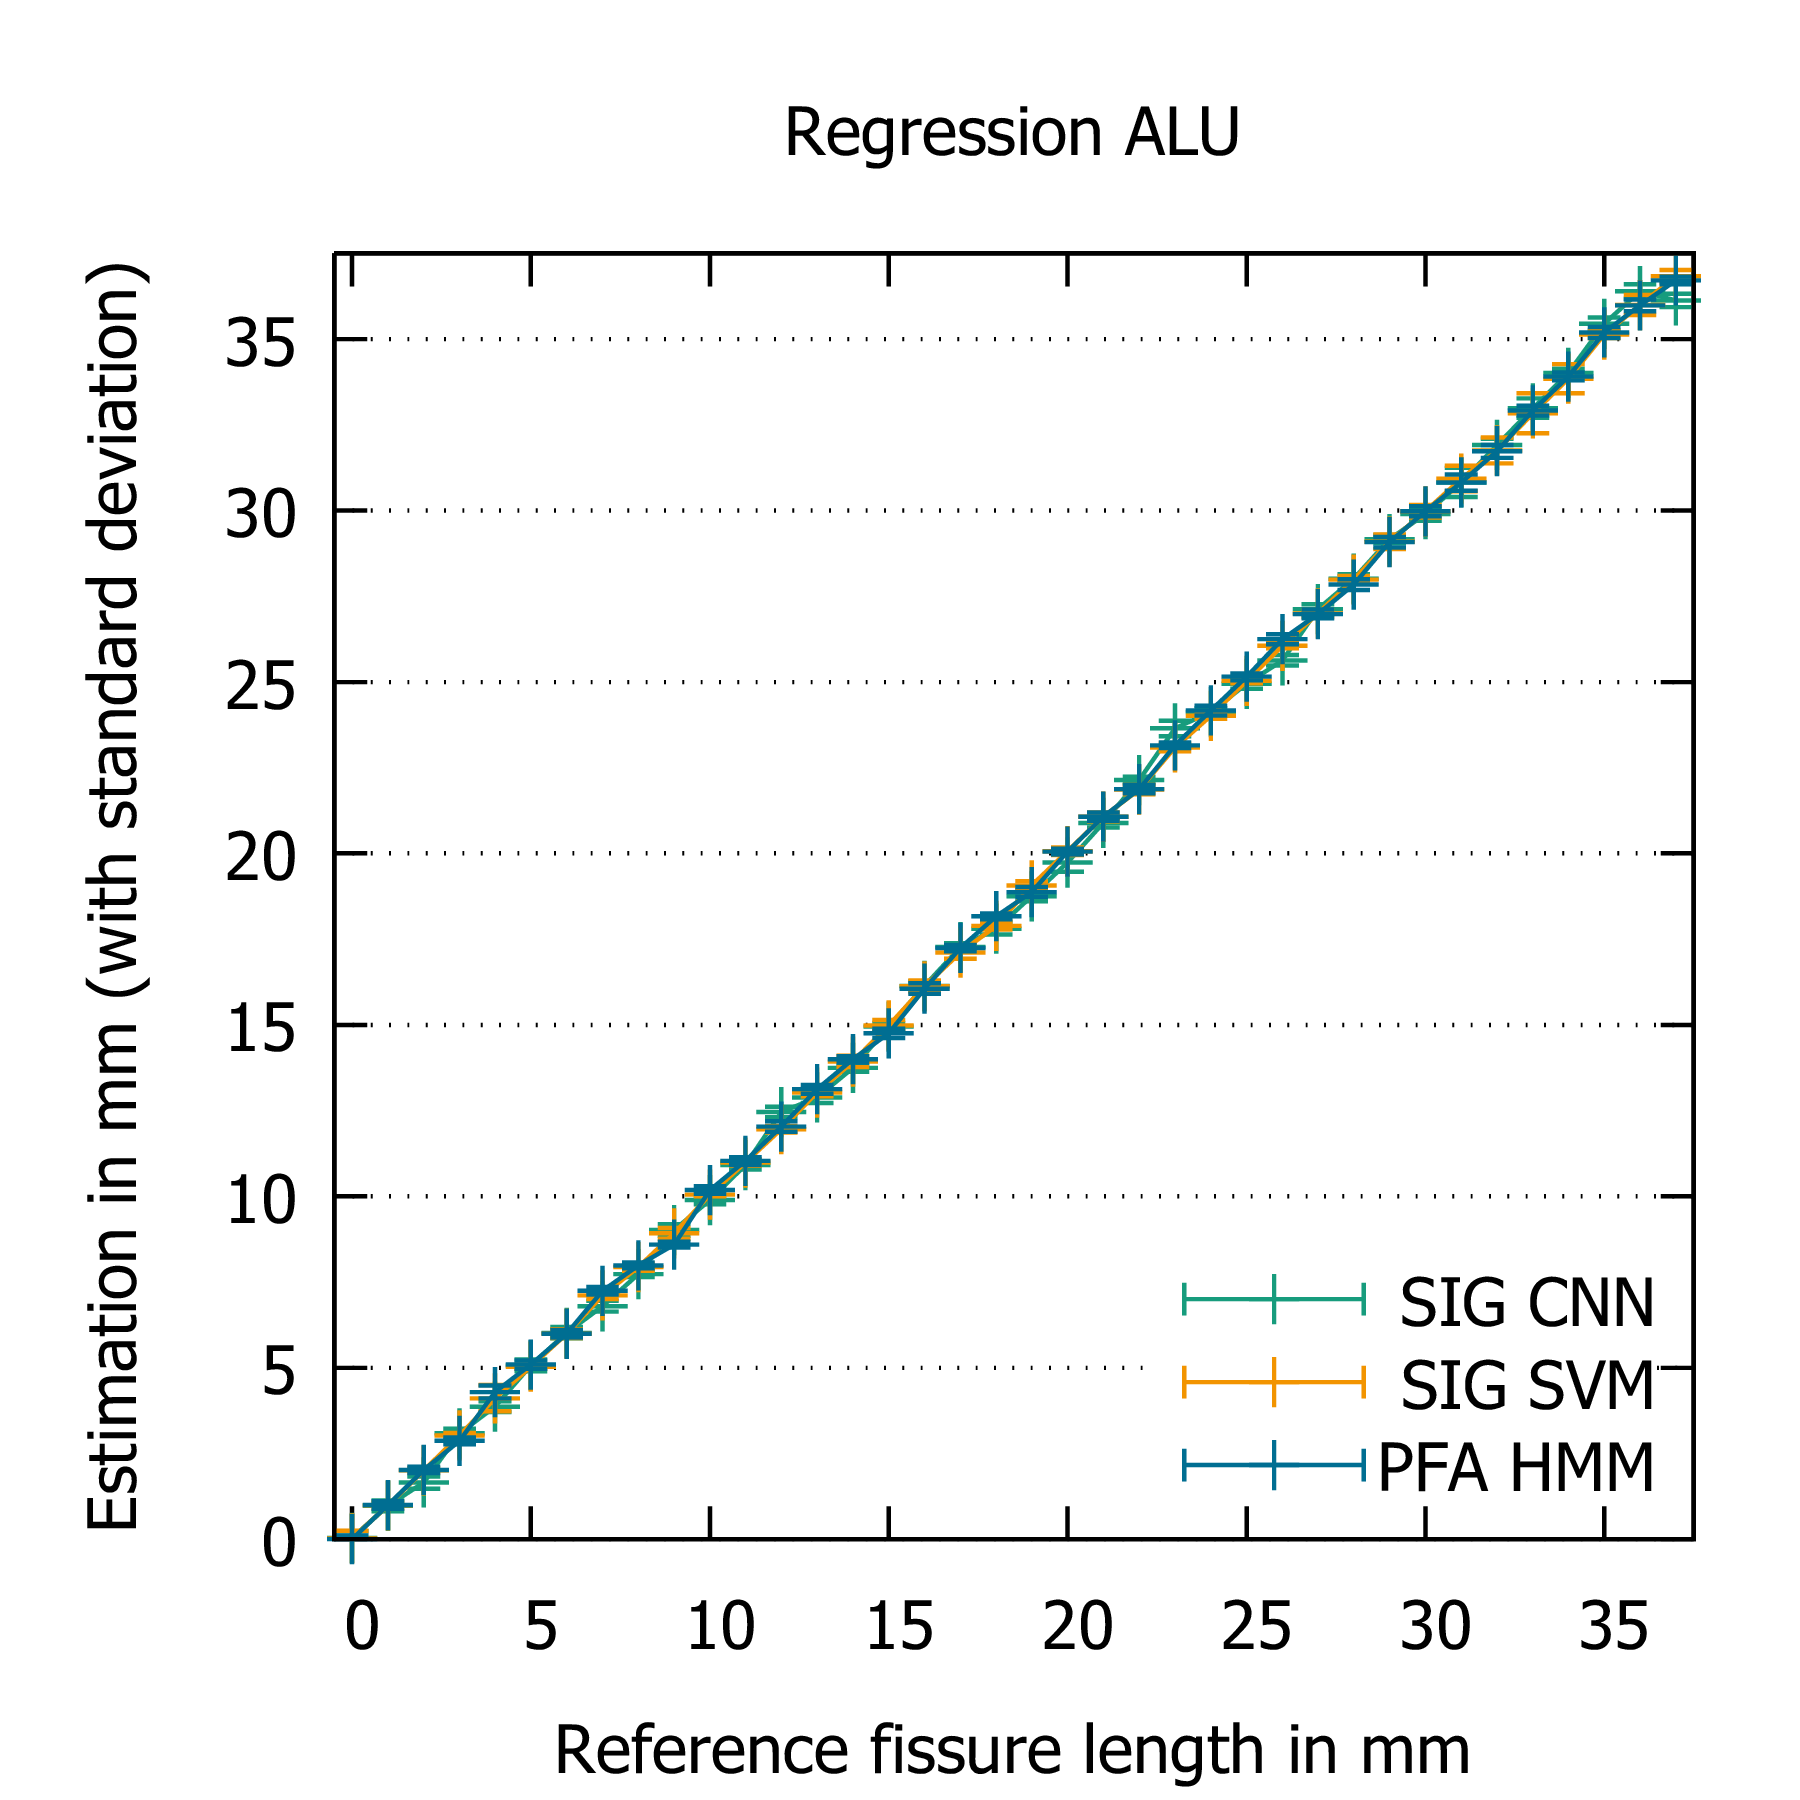 Regression ALU
Estimation in mm (with standard deviation)
35
30
25
20
15
10
5
0
SIG CNN
SIG SVM
PFA HMM
0 5 10 15 20 25 30 35
Reference fissure length in mm